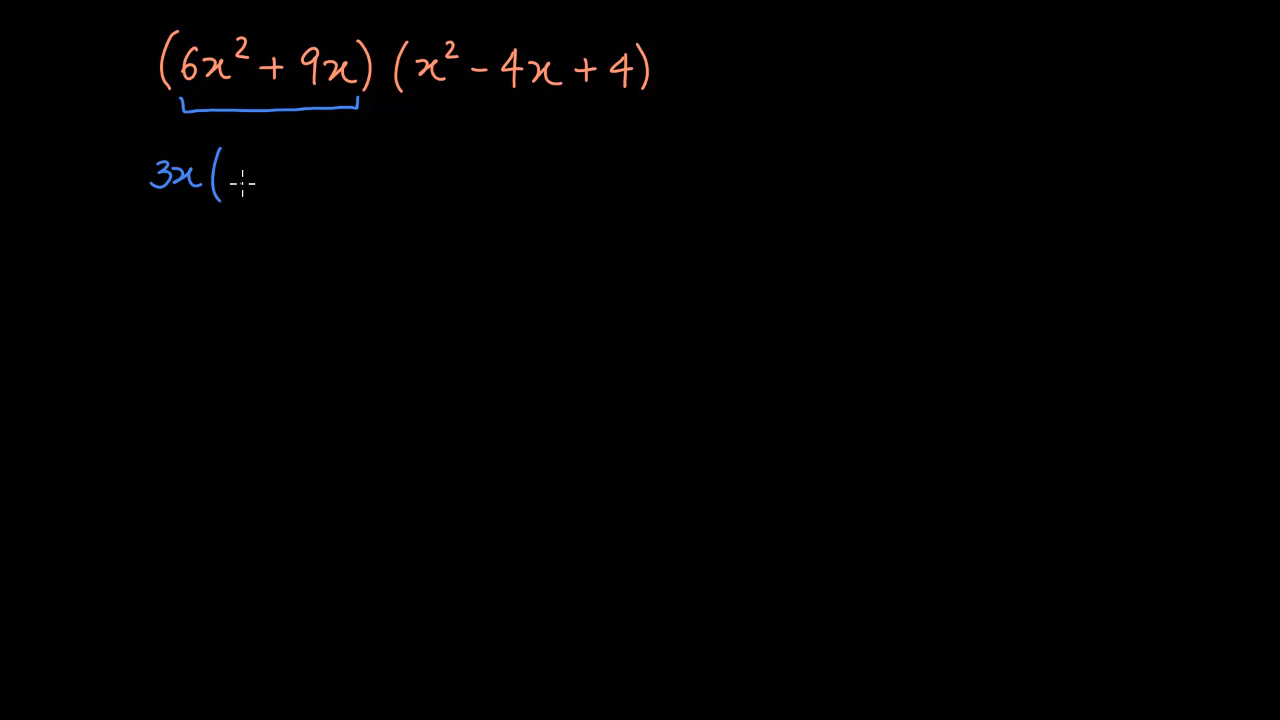 (6x² + 9x) (x² - 4x + 4)
3x (